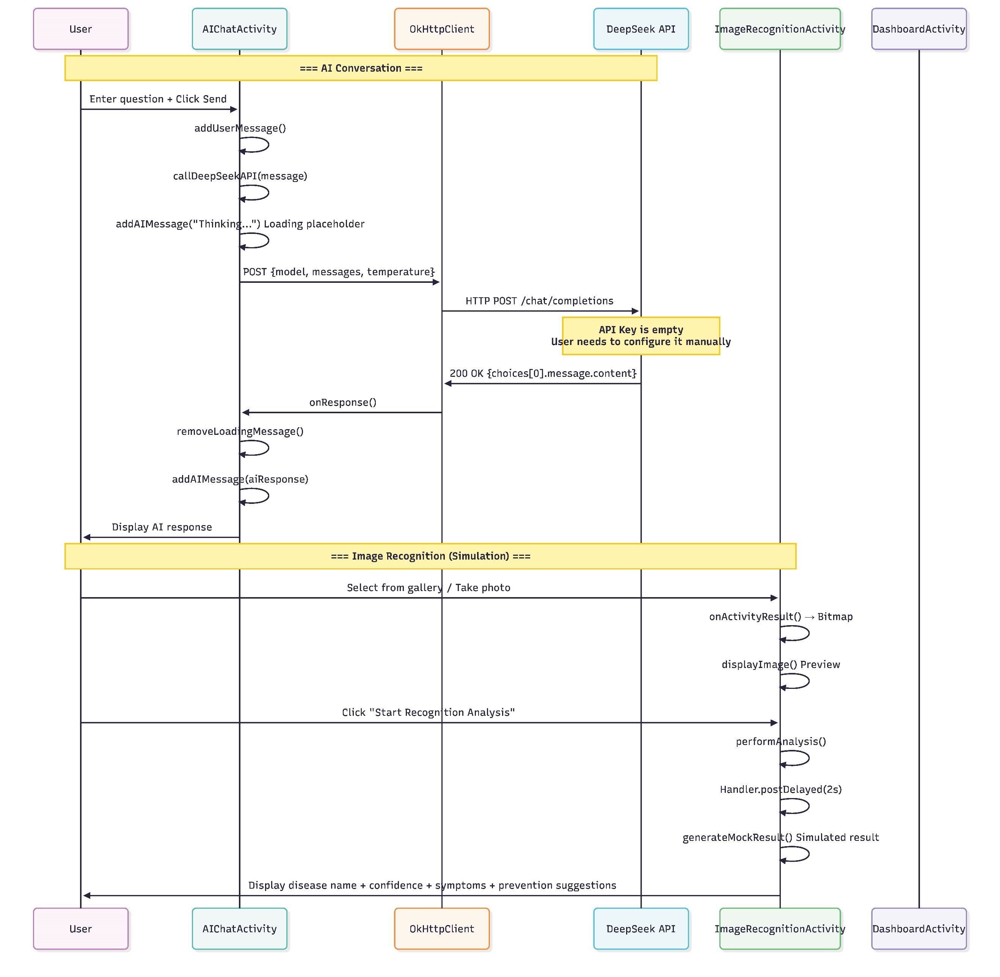 User
AIChatActivity
OkHttpClient
DeepSeek API
ImageRecognitionActivity
DashboardActivity
=== AI Conversation ===
Enter question + Click Send
addUserMessage()
callDeepSeekAPI(message)
addAIMessage("Thinking...") Loading placeholder
POST {model, messages, temperature}
HTTP POST /chat/completions
API Key is empty
User needs to configure it manually
200 OK {choices[0].message.content}
onResponse()
removeLoadingMessage()
addAIMessage(aiResponse)
Display AI response
=== Image Recognition (Simulation) ===
Select from gallery / Take photo
onActivityResult() → Bitmap
displayImage() Preview
Click "Start Recognition Analysis"
performAnalysis()
Handler.postDelayed(2s)
generateMockResult() Simulated result
Display disease name + confidence + symptoms + prevention suggestions
User
AIChatActivity
OkHttpClient
DeepSeek API
ImageRecognitionActivity
DashboardActivity